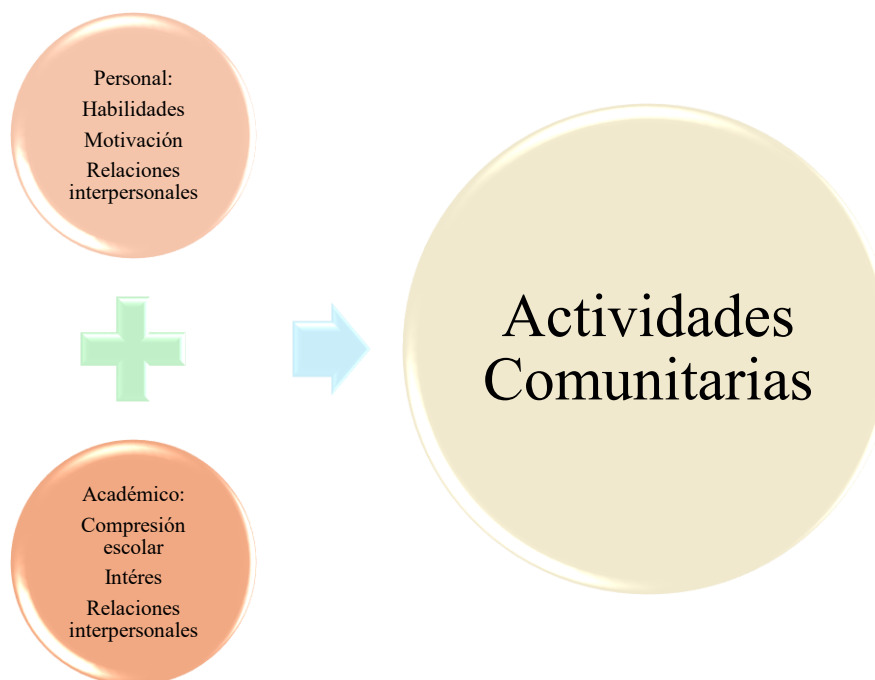 Personal:
Habilidades
Motivación
Relaciones
interpersonales
Académico:
Compresión
escolar
Intéres
Relaciones
interpersonales
Actividades
Comunitarias